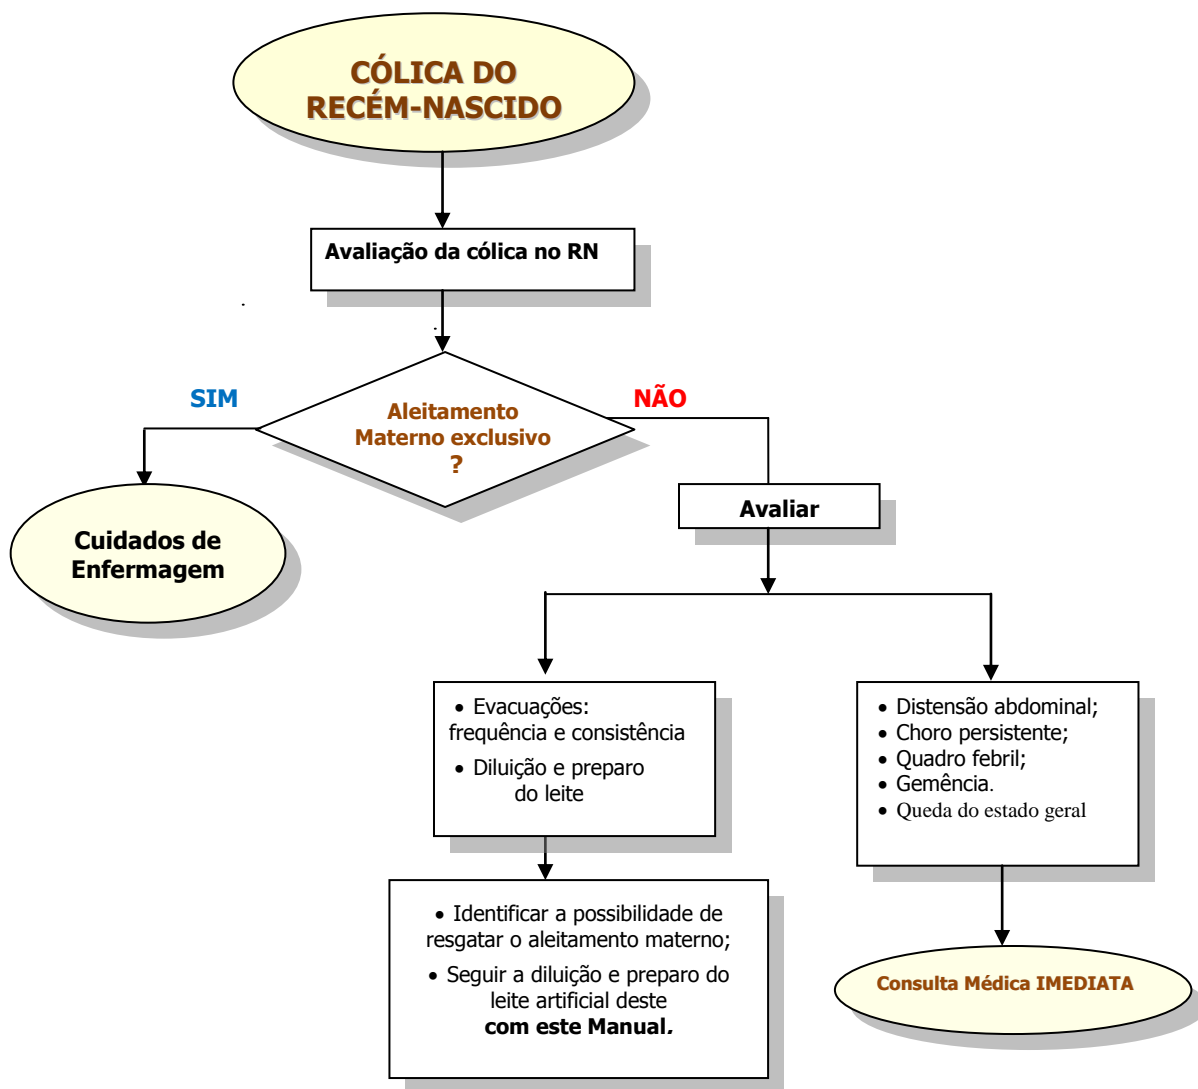 CÓLICA DO
RECÉM-NASCIDO
Avaliação da cólica no RN
SIM
NÃO
Aleitamento
Materno exclusivo
?
Avaliar
Cuidados de
Enfermagem
• Evacuações:
frequência e consistência
• Diluição e preparo
do leite
• Distensão abdominal;
• Choro persistente;
• Quadro febril;
• Gemência.
• Queda do estado geral
• Identificar a possibilidade de
resgatar o aleitamento materno;
• Seguir a diluição e preparo do
leite artificial deste
com este Manual.
Consulta Médica IMEDIATA